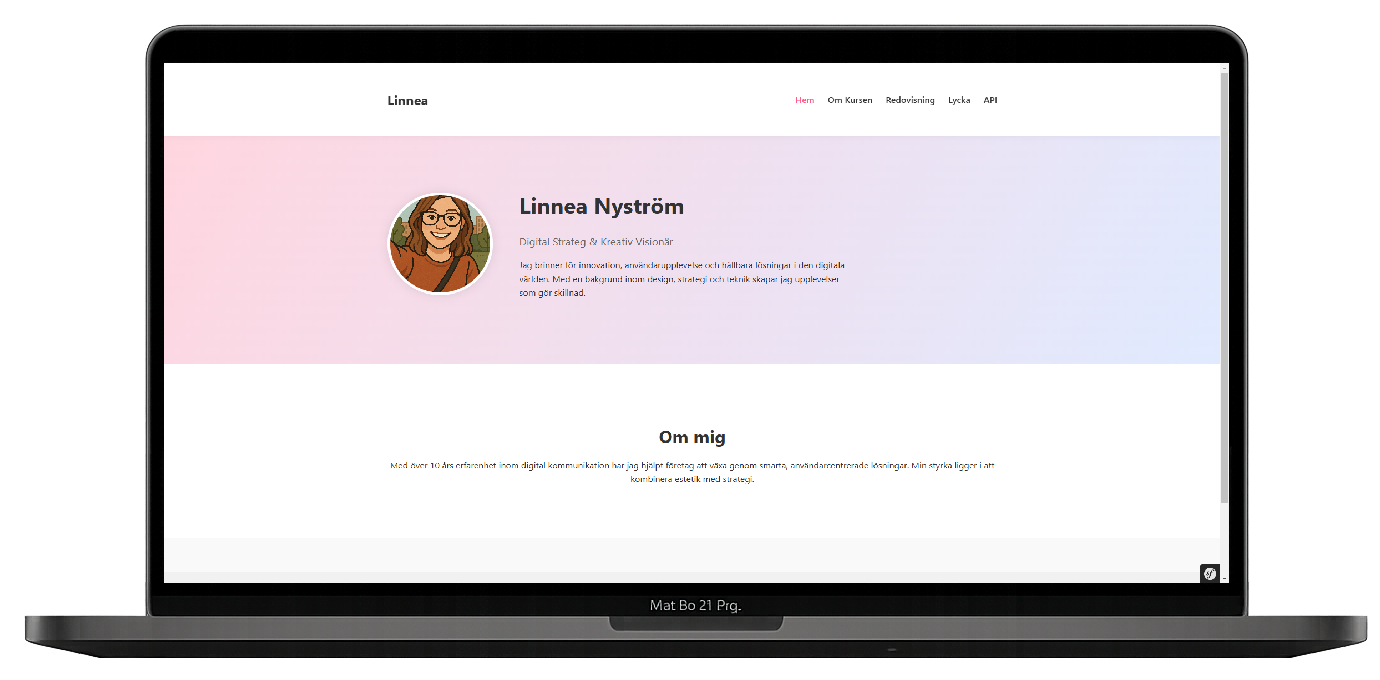 Linnea
Hem Om Kursen Redovisning Lycka API
Linnea Nyström
Digital Strateg & Kreativ Visionär
Jag brinner för innovation, användarupplevelse och hållbara lösningar i den digitala
världen. Med en bakgrund inom design, strategi och teknik skapar jag upplevelser
som gör skillnad.
Om mig
Med över 10 års erfarenhet inom digital kommunikation har jag hjälpt företag att växa genom smarta, användarcentrerade lösningar. Min styrka ligger i att
kombinera estetik med strategi.
sf
Mat Bo 21 Prg.